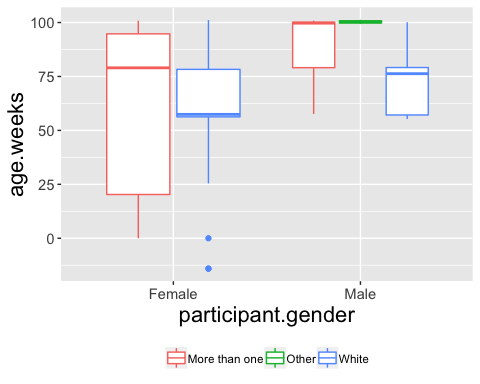 100
75
50
25
0
age.weeks
Female Male
participant.gender
More than one Other White